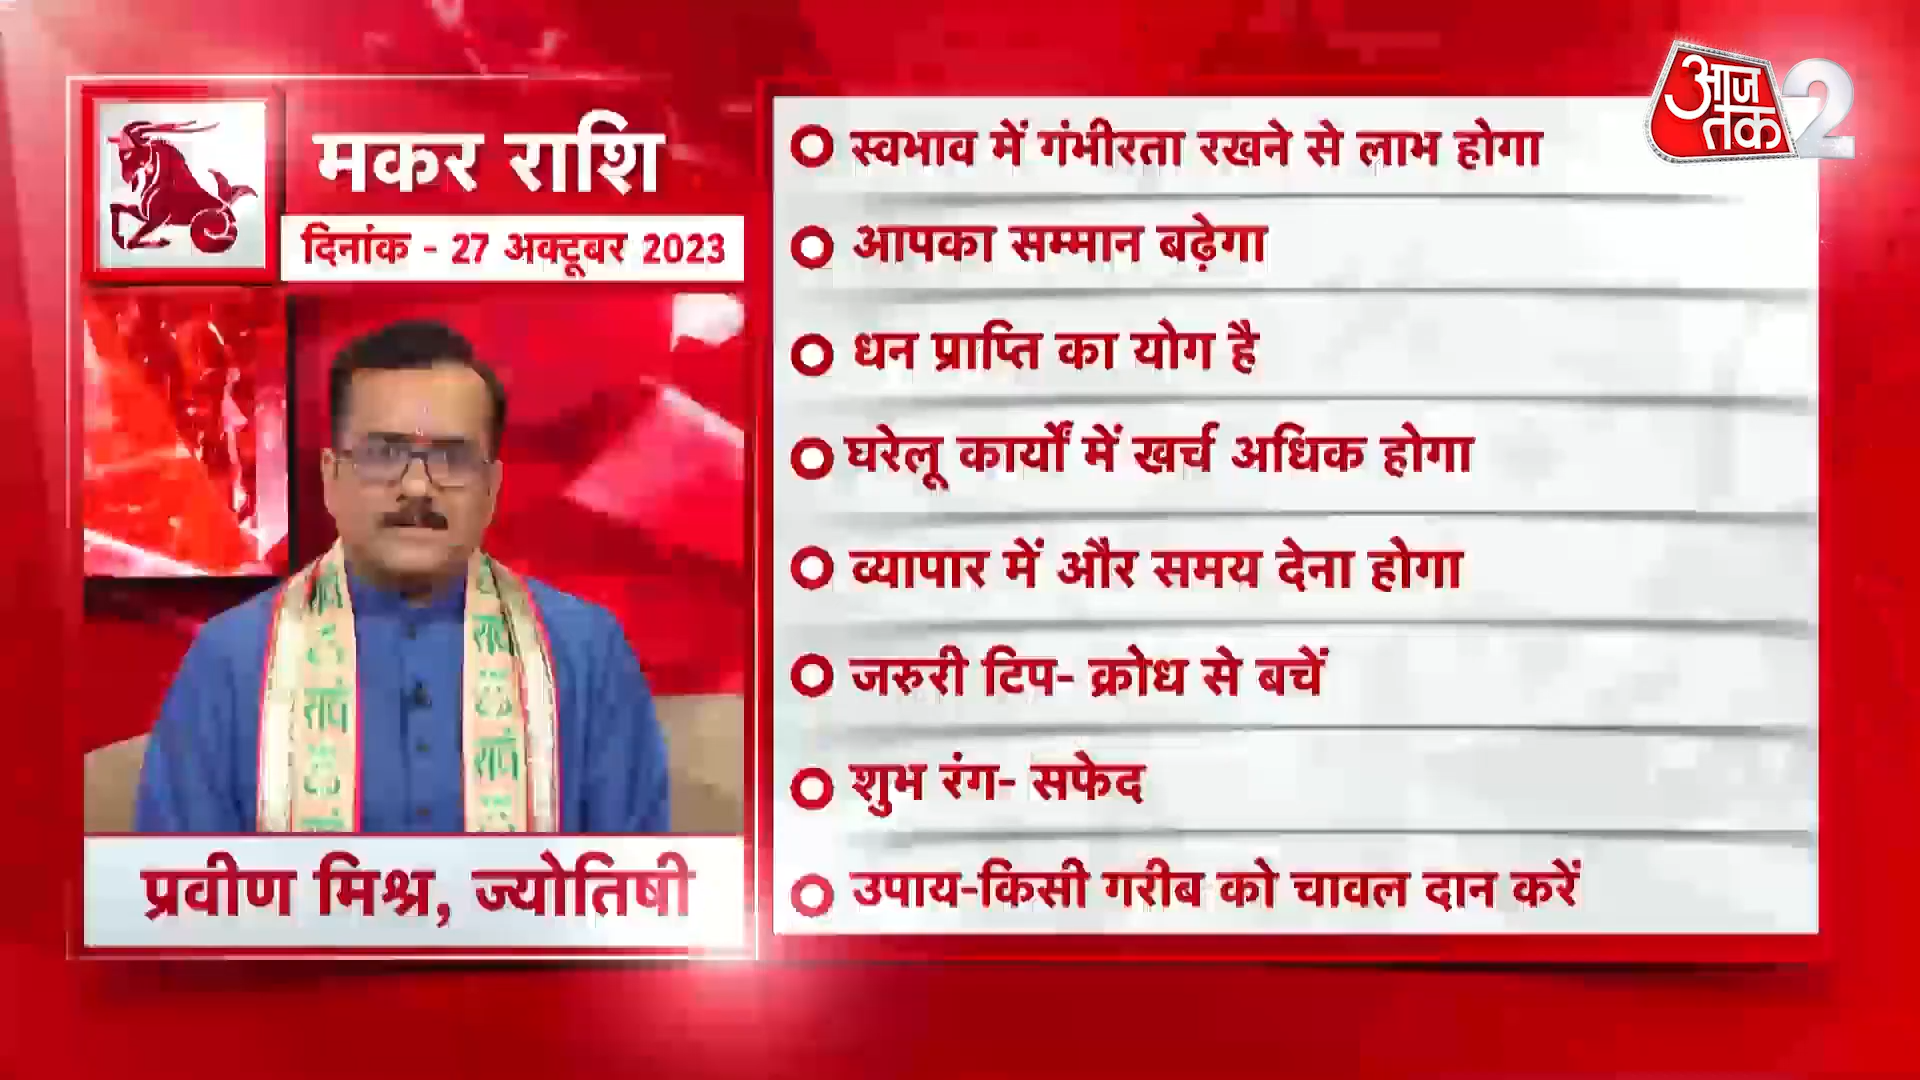 आज तक 2
मकर राशि
दिनांक - 27 अक्टूबर 2023
प्रवीण मिश्र, ज्योतिषी
स्वभाव में गंभीरता रखने से लाभ होगा
आपका सम्मान बढ़ेगा
धन प्राप्ति का योग है
घरेलू कार्यों में खर्च अधिक होगा
व्यापार में और समय देना होगा
जरुरी टिप- क्रोध से बचें
शुभ रंग- सफेद
उपाय-किसी गरीब को चावल दान करें